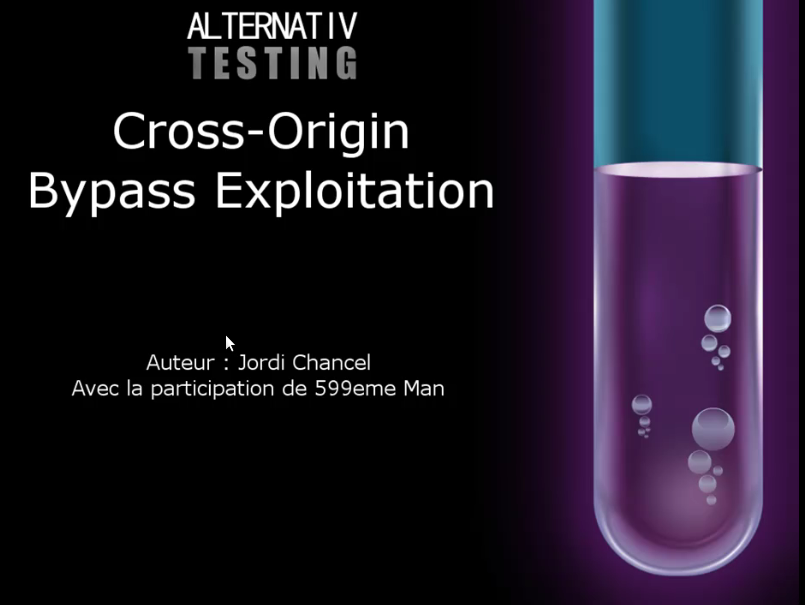 ALTERNATIV
TESTING
Cross-Origin
Bypass Exploitation
Auteur : Jordi Chancel
Avec la participation de 599eme Man